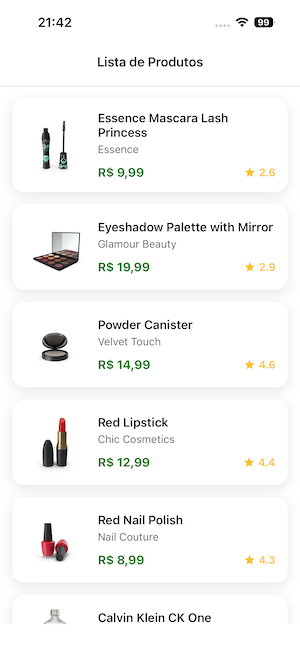 21:42
99
Lista de Produtos
Essence Mascara Lash
Princess
Essence
R$ 9,99
2.6
Eyeshadow Palette with Mirror
Glamour Beauty
R$ 19,99
2.9
Powder Canister
Velvet Touch
R$ 14,99
4.6
Red Lipstick
Chic Cosmetics
R$ 12,99
4.4
Red Nail Polish
Nail Couture
R$ 8,99
4.3
Calvin Klein CK One